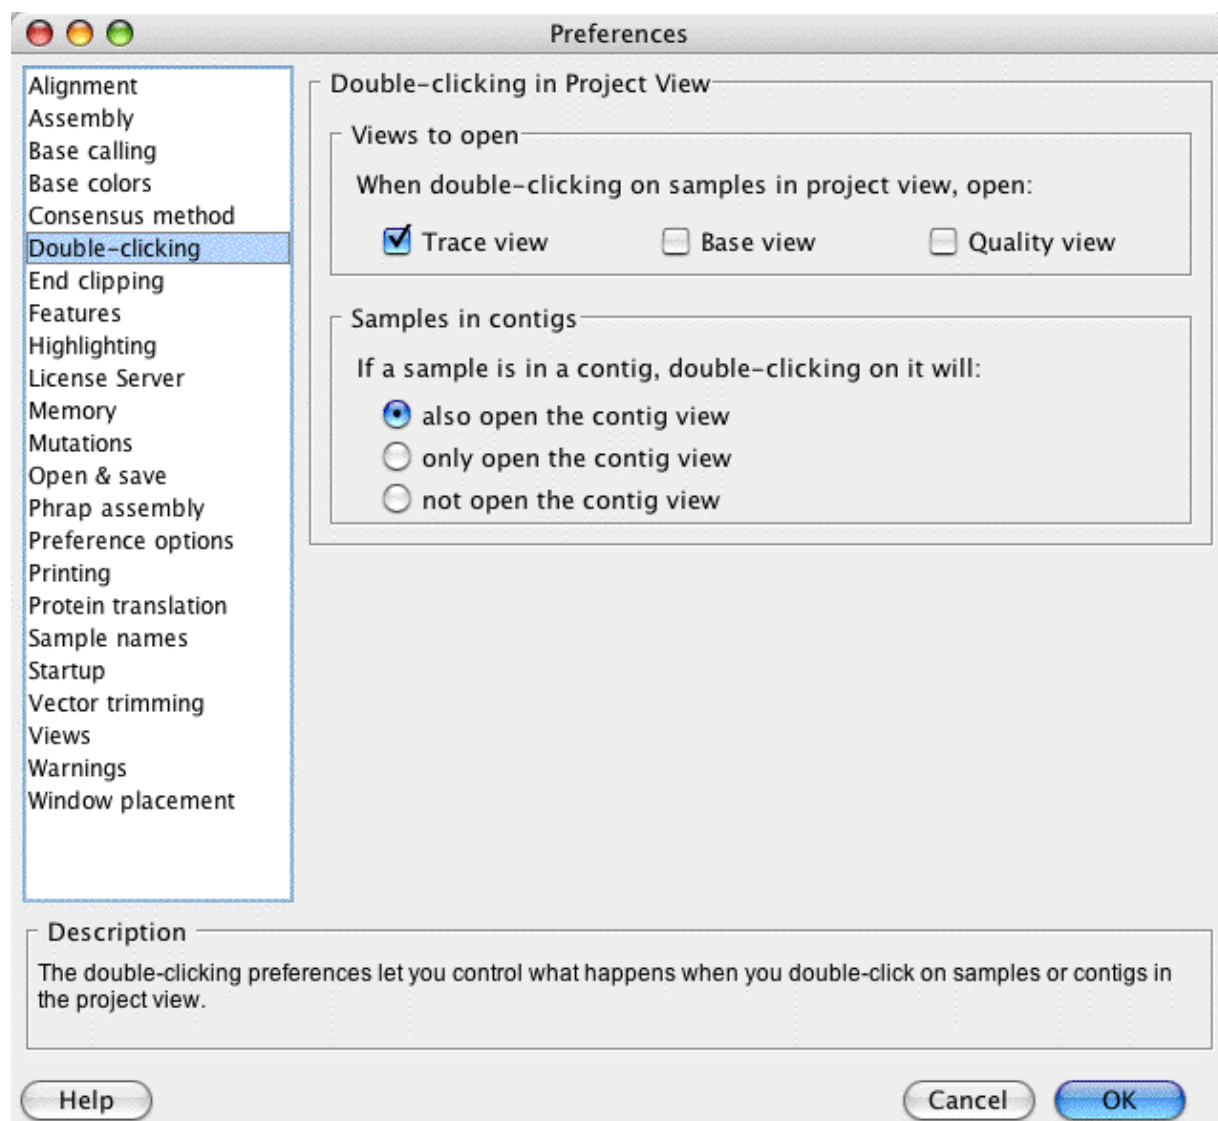 Preferences
Alignment
Assembly
Base calling
Base colors
Consensus method
Double-clicking
End clipping
Features
Highlighting
License Server
Memory
Mutations
Open & save
Phrap assembly
Preference options
Printing
Protein translation
Sample names
Startup
Vector trimming
Views
Warnings
Window placement
Double-clicking in Project View
Views to open
When double-clicking on samples in project view, open:
Trace view Base view Quality view
Samples in contigs
If a sample is in a contig, double-clicking on it will:
also open the contig view
only open the contig view
not open the contig view
Description
The double-clicking preferences let you control what happens when you double-click on samples or contigs in
the project view.
Help Cancel OK